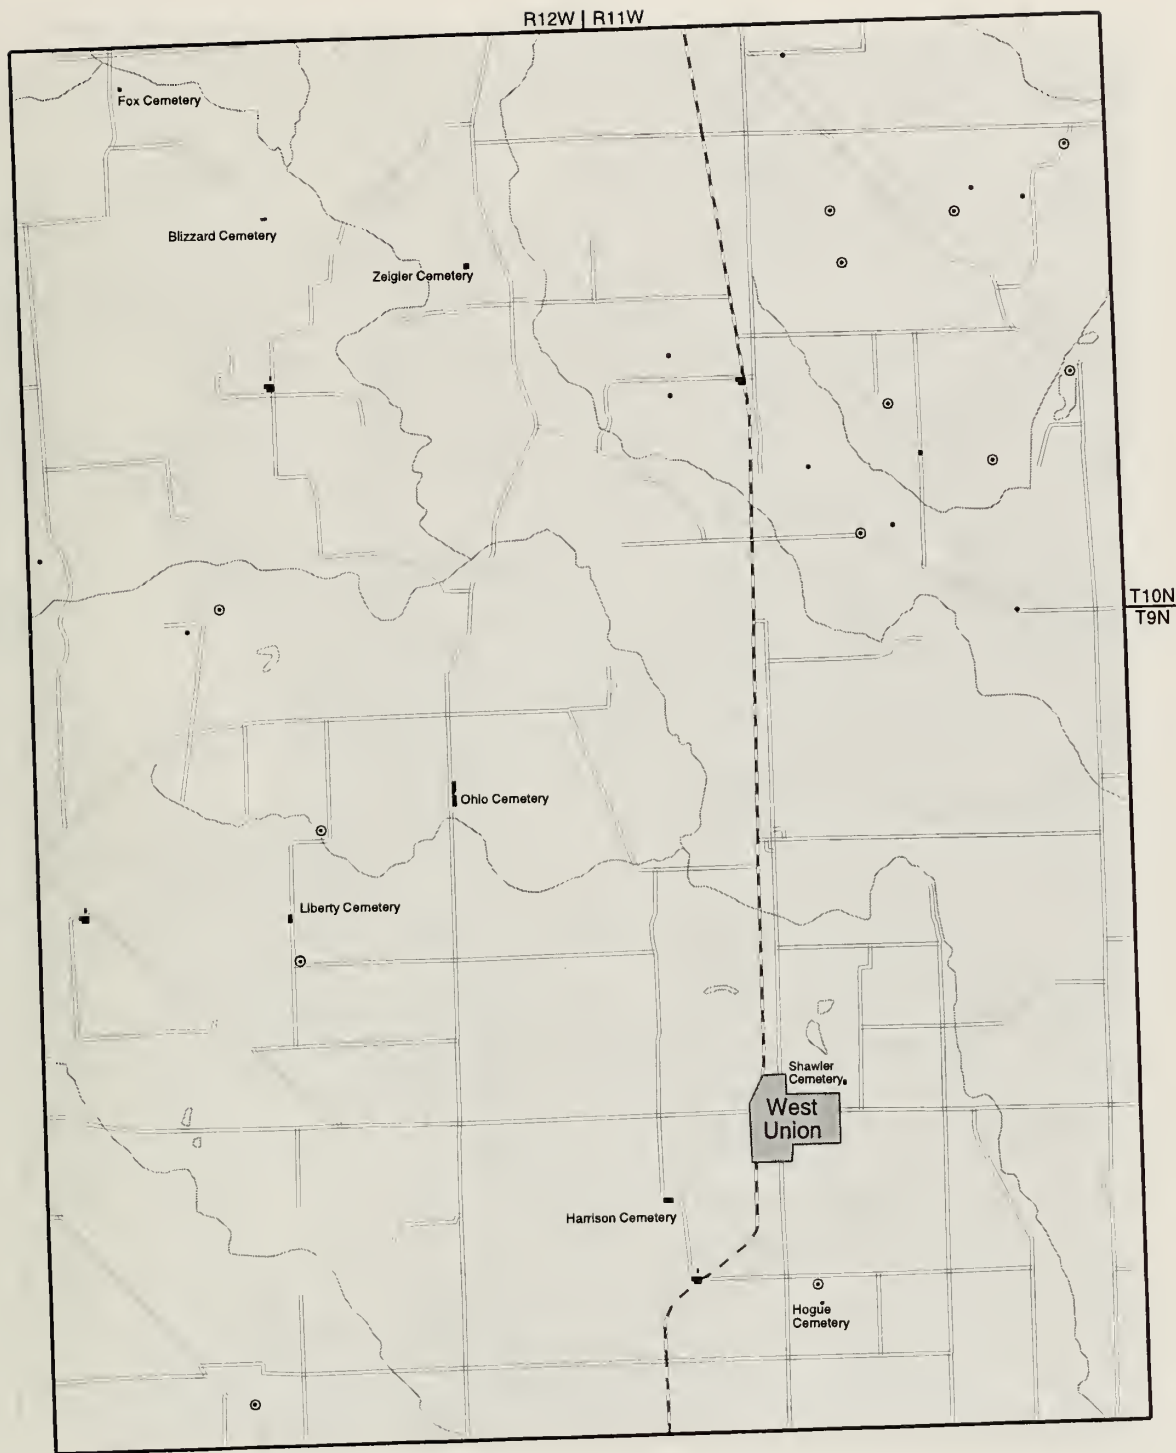 R12W | R11W
Fox Cemetery
Blizzard Cemetery
Zeigler Cemetery
T10N
T9N
Ohio Cemetery
Liberty Cemetery
Shawler
Cemetery
West
Union
Harrison Cemetery
Hogue
Cemetery